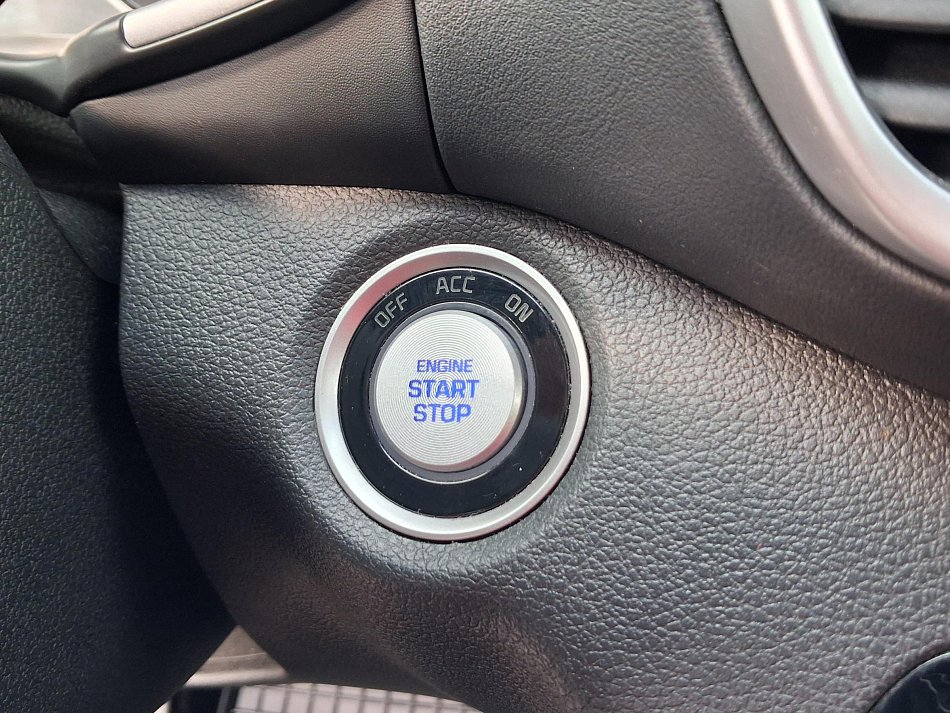 OFF ACC ON
ENGINE
START
STOP